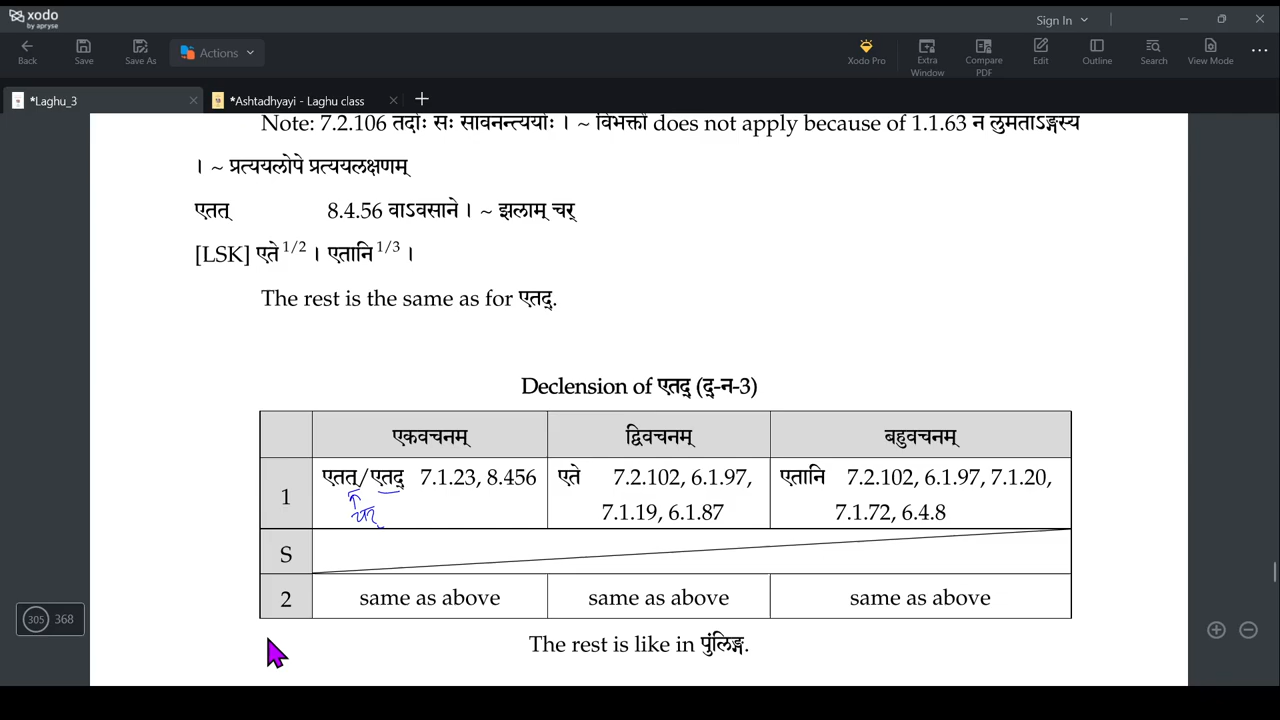 xodo
by apryse
Sign In
Back
Save
Save As
Actions
Xodo Pro
Extra Window
Compare PDF
Edit
Outline
Search
View Mode
*Laghu_3
*Ashtadhyayi - Laghu class
Note: 7.2.106 तदोः सः सावनन्त्ययोः । ~ विभक्तौ does not apply because of 1.1.63 न लुमताऽङ्गस्य
। ~ प्रत्ययलोपे प्रत्ययलक्षणम्
एतत् 8.4.56 वाऽवसाने । ~ झलाम् चर्
[LSK] एते 1/2 । एतानि 1/3 ।
The rest is the same as for एतद्.
Declension of एतद् (द्-न-3)
एकवचनम् द्विवचनम् बहुवचनम्
1 एतत्/एतद् 7.1.23, 8.456 एते 7.2.102, 6.1.97, एतानि 7.2.102, 6.1.97, 7.1.20,
7.1.19, 6.1.87 7.1.72, 6.4.8
S
2 same as above same as above same as above
The rest is like in पुंलिङ्ग.
305 368